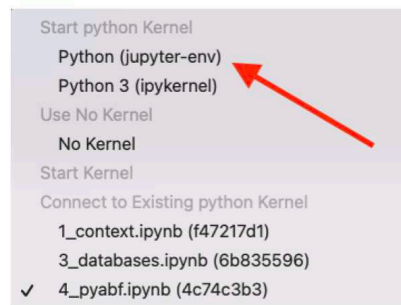 Start python Kernel
Python (jupyter-env)
Python 3 (ipykernel)
Use No Kernel
No Kernel
Start Kernel
Connect to Existing python Kernel
1_context.ipynb (f47217d1)
3_databases.ipynb (6b835596)
✓ 4_pyabf.ipynb (4c74c3b3)